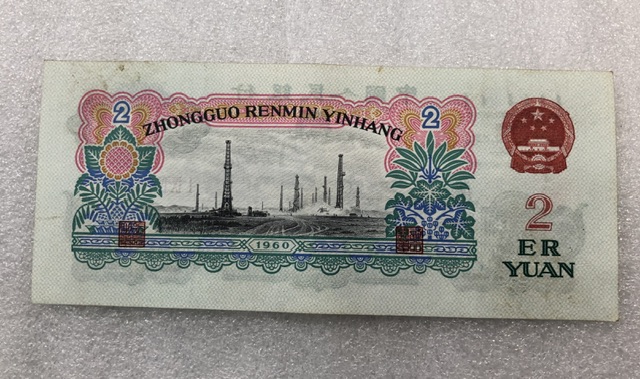 2
2
ZHONGGUO RENMIN YINHANG
1960
2
ER
YUAN